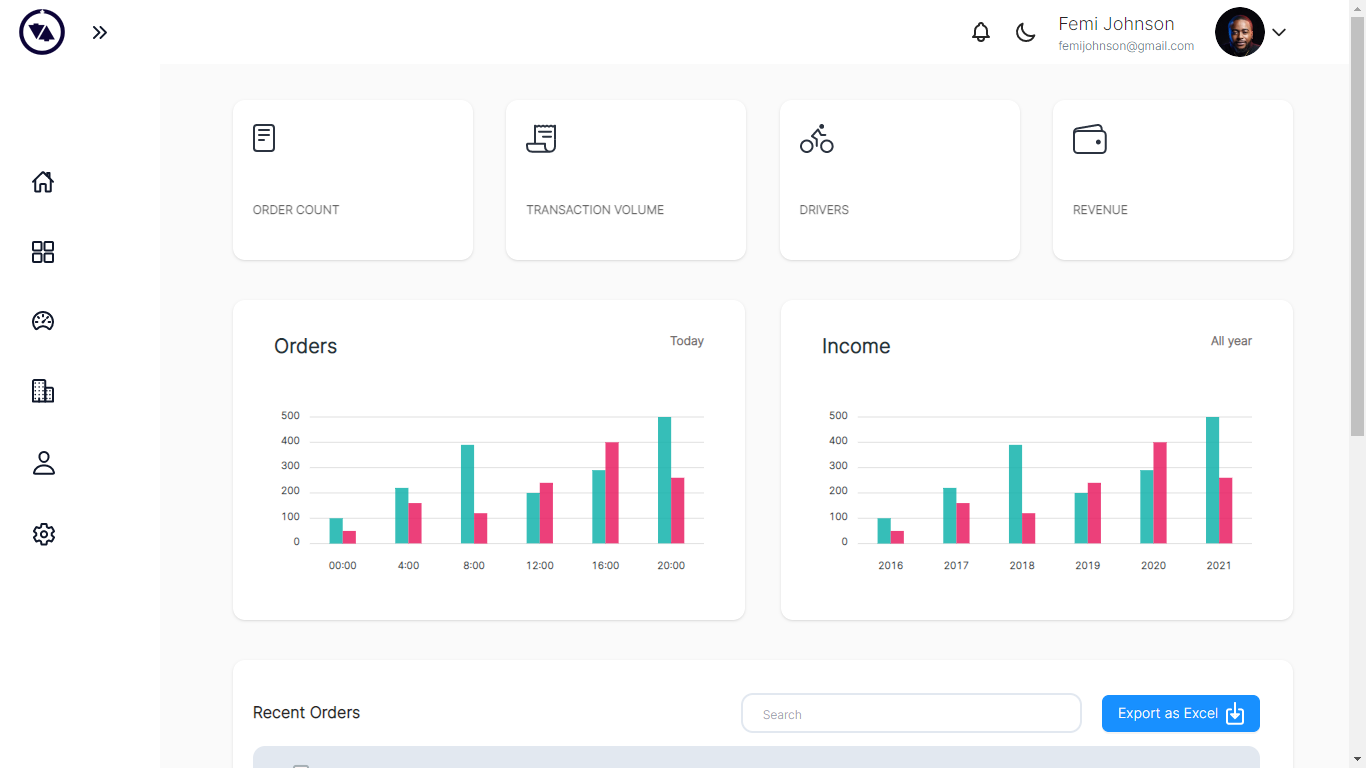 Femi Johnson
femijohnson@gmail.com
ORDER COUNT
TRANSACTION VOLUME
DRIVERS
REVENUE
Orders
Today
500
400
300
200
100
0
00:00 4:00 8:00 12:00 16:00 20:00
Income
All year
500
400
300
200
100
0
2016 2017 2018 2019 2020 2021
Recent Orders
Search
Export as Excel